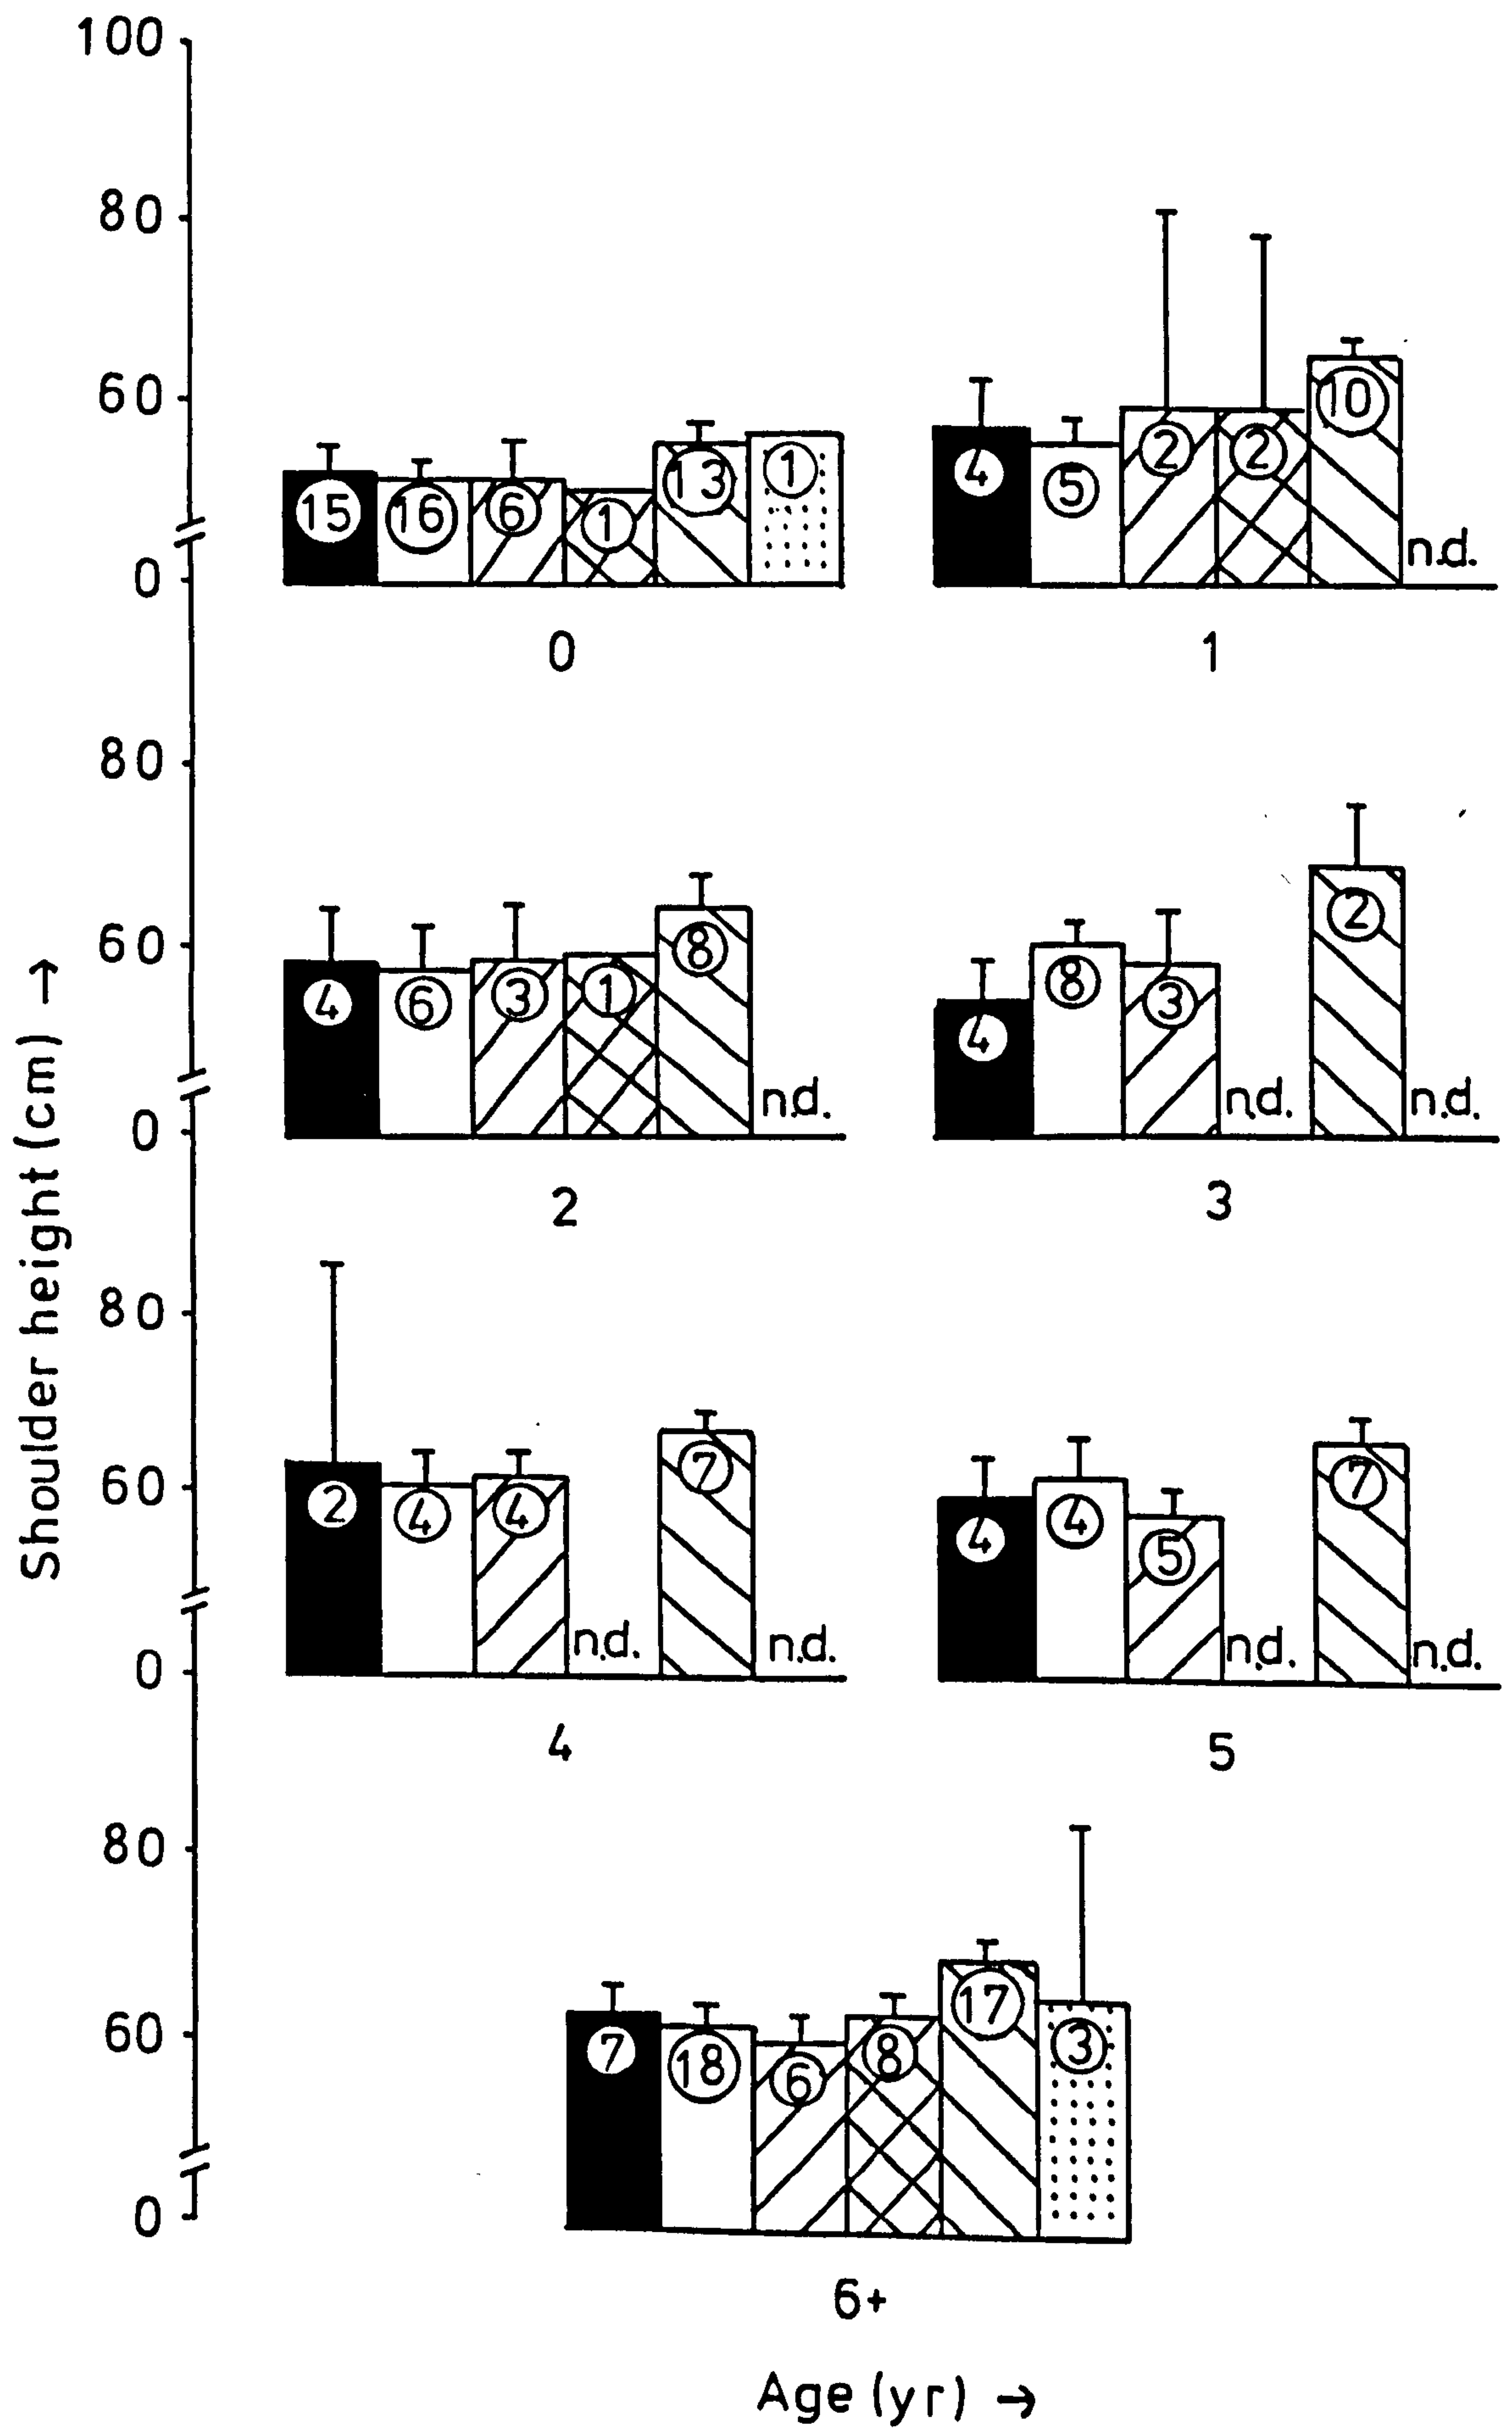 100
80
60
0
15 16 6 1 13 1
4 5 2 2 10 n.d.
0 1
80
60
0
4 6 3 1 8 n.d.
4 8 3 n.d. 2 n.d.
2 3
80
60
0
2 4 4 n.d. 7 n.d.
4 4 5 n.d. 7 n.d.
4 5
80
60
0
7 18 6 8 17 3
6+
Shoulder height (cm) →
Age (yr) →